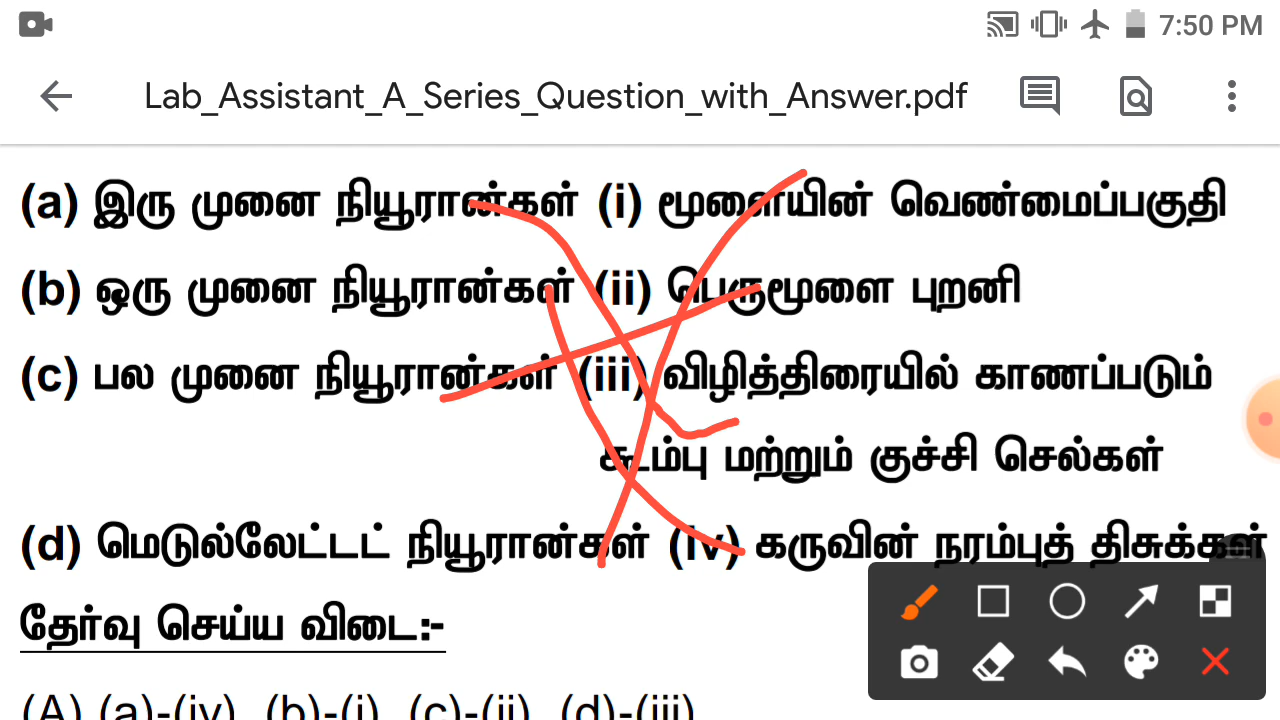 7:50 PM
Lab_Assistant_A_Series_Question_with_Answer.pdf
(a) இரு முனை நியூரான்கள் (i) மூளையின் வெண்மைப்பகுதி
(b) ஒரு முனை நியூரான்கள் (ii) பெருமூளை புறணி
(c) பல முனை நியூரான்கள் (iii) விழித்திரையில் காணப்படும்
கூம்பு மற்றும் குச்சி செல்கள்
(d) மெடுல்லேட்டட் நியூரான்கள் (iv) கருவின் நரம்புத் திசுக்கள்
தேர்வு செய்ய விடை:-
(A) (a)-(iv), (b)-(i), (c)-(ii), (d)-(iii)